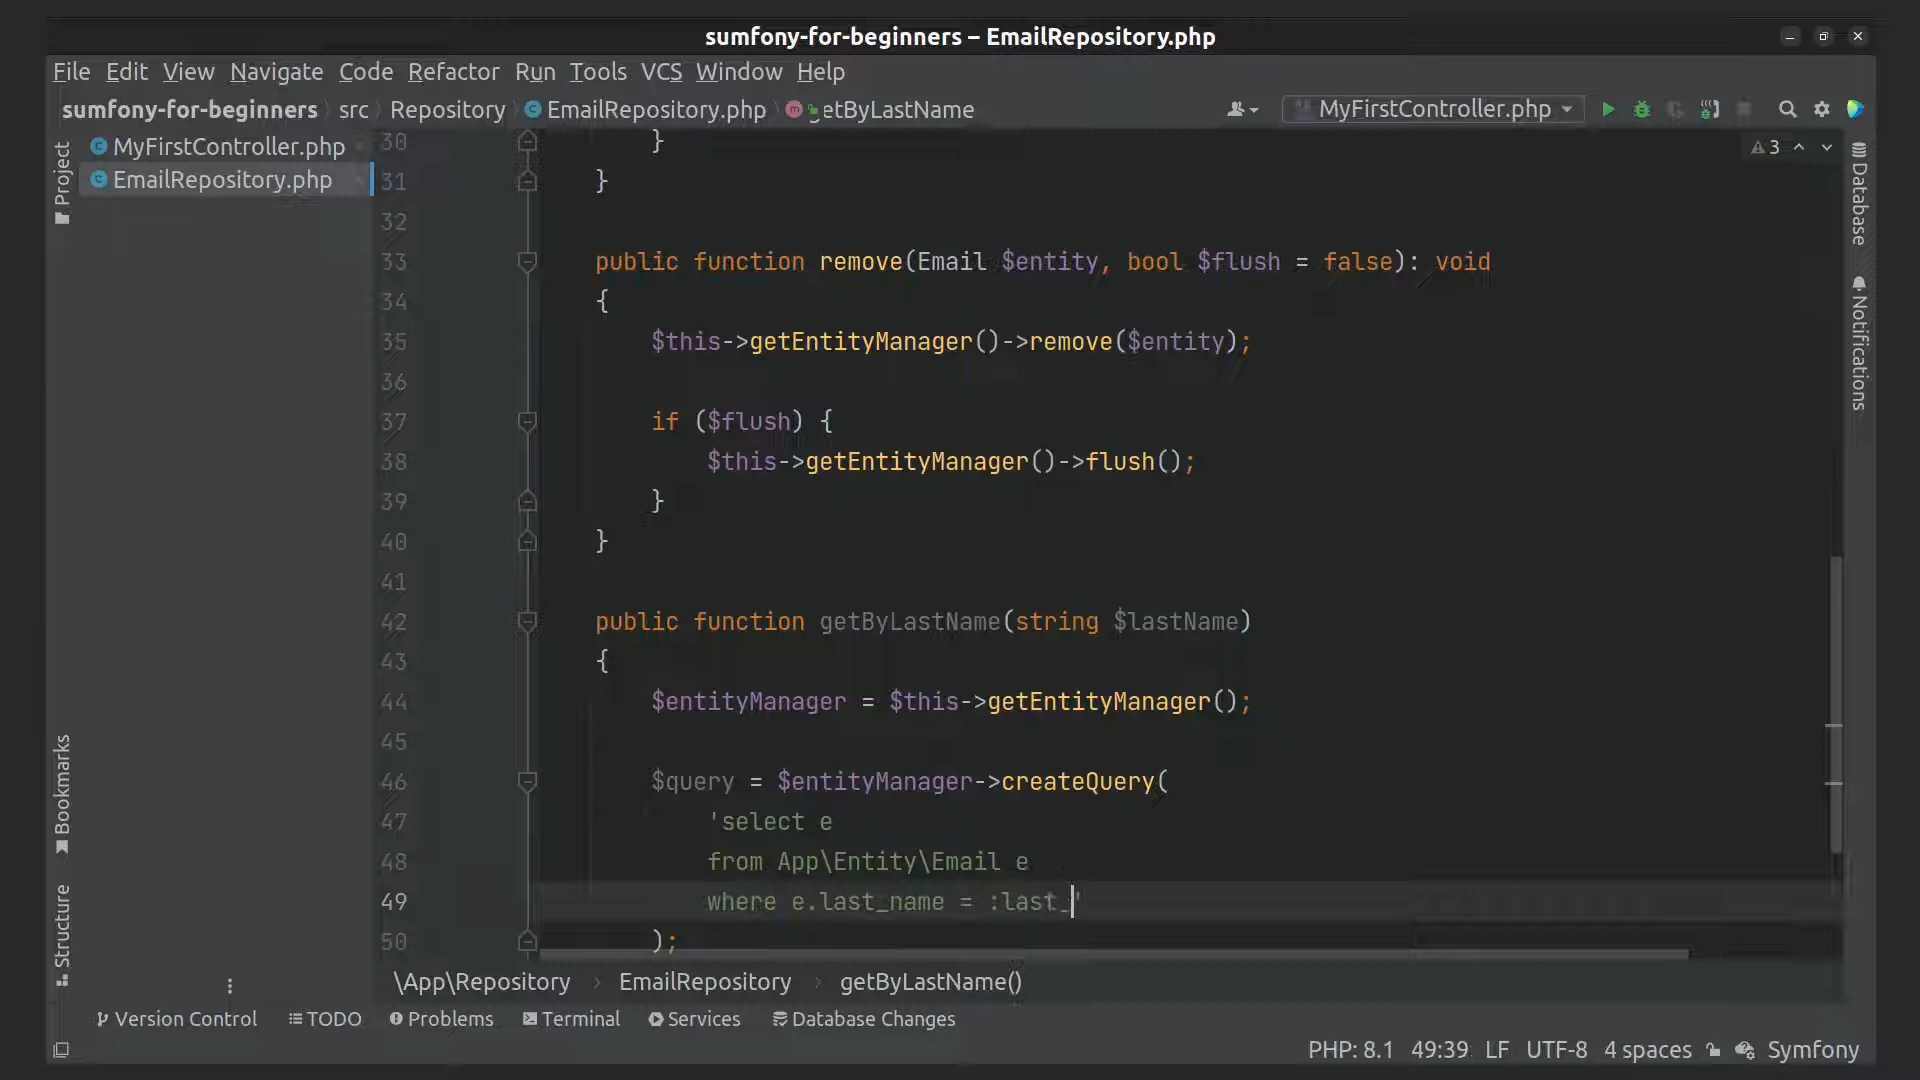 sumfony-for-beginners – EmailRepository.php
File Edit View Navigate Code Refactor Run Tools VCS Window Help
sumfony-for-beginners src Repository EmailRepository.php etByLastName MyFirstController.php
Project
MyFirstController.php
EmailRepository.php
Bookmarks
Structure
30 }
31 }
32
33 public function remove(Email $entity, bool $flush = false): void
34 {
35 $this->getEntityManager()->remove($entity);
36
37 if ($flush) {
38 $this->getEntityManager()->flush();
39 }
40 }
41
42 public function getByLastName(string $lastName)
43 {
44 $entityManager = $this->getEntityManager();
45
46 $query = $entityManager->createQuery(
47 'select e
48 from App\Entity\Email e
49 where e.last_name = :last_'
50 );
3
Database
Notifications
\App\Repository › EmailRepository › getByLastName()
Version Control TODO Problems Terminal Services Database Changes
PHP: 8.1 49:39 LF UTF-8 4 spaces Symfony